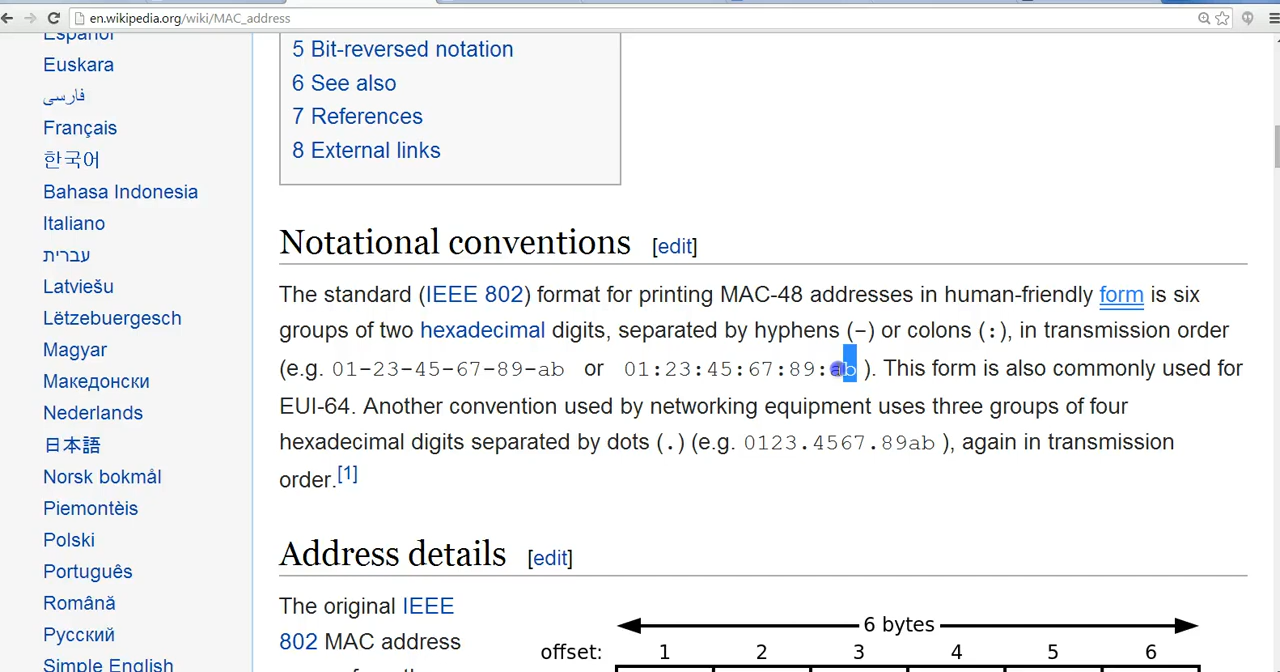 en.wikipedia.org/wiki/MAC_address
Español
Euskara
فارسی
Français
한국어
Bahasa Indonesia
Italiano
עברית
Latviešu
Lëtzebuergesch
Magyar
Македонски
Nederlands
日本語
Norsk bokmål
Piemontèis
Polski
Português
Română
Русский
Simple English
5 Bit-reversed notation
6 See also
7 References
8 External links
Notational conventions [edit]
The standard (IEEE 802) format for printing MAC-48 addresses in human-friendly form is six
groups of two hexadecimal digits, separated by hyphens (-) or colons (:), in transmission order
(e.g. 01-23-45-67-89-ab or 01:23:45:67:89:ab ). This form is also commonly used for
EUI-64. Another convention used by networking equipment uses three groups of four
hexadecimal digits separated by dots (.) (e.g. 0123.4567.89ab ), again in transmission
order.[1]
Address details [edit]
The original IEEE
802 MAC address
6 bytes
offset: 1 2 3 4 5 6